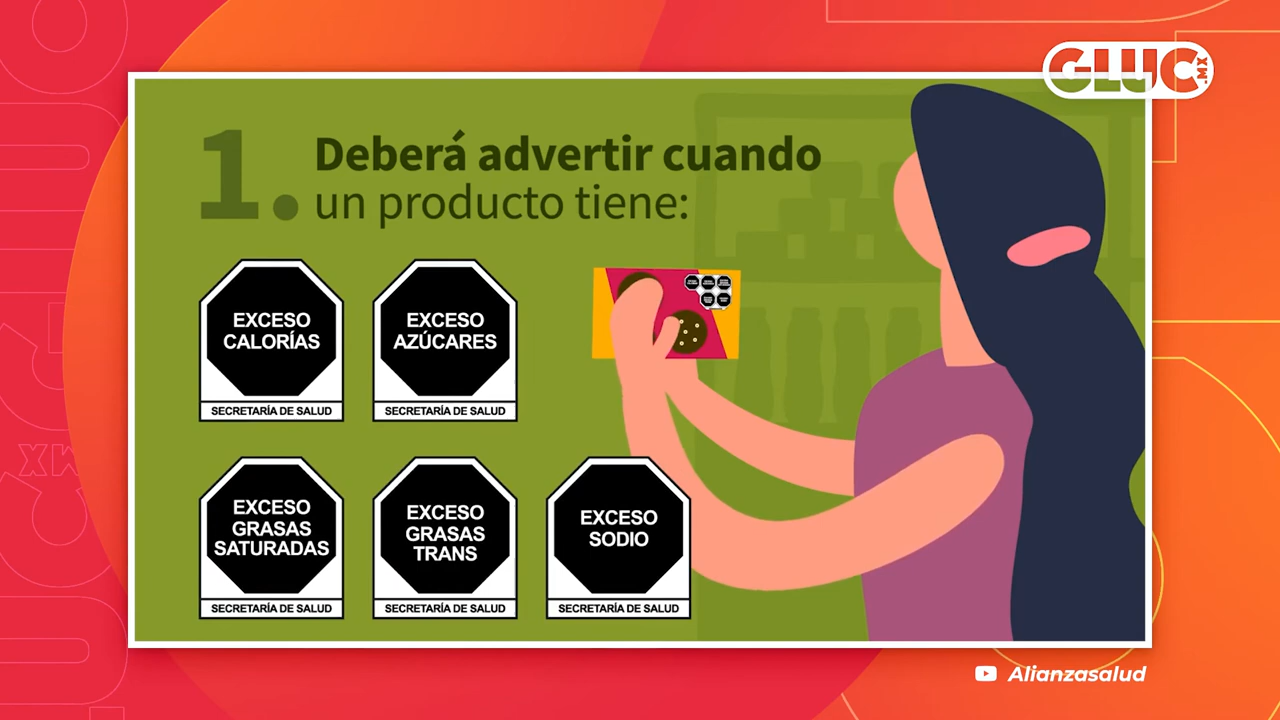 GLUC.MX
1. Deberá advertir cuando
un producto tiene:
EXCESO
CALORÍAS
SECRETARÍA DE SALUD
EXCESO
AZÚCARES
SECRETARÍA DE SALUD
EXCESO
GRASAS
SATURADAS
SECRETARÍA DE SALUD
EXCESO
GRASAS
TRANS
SECRETARÍA DE SALUD
EXCESO
SODIO
SECRETARÍA DE SALUD
Alianzasalud